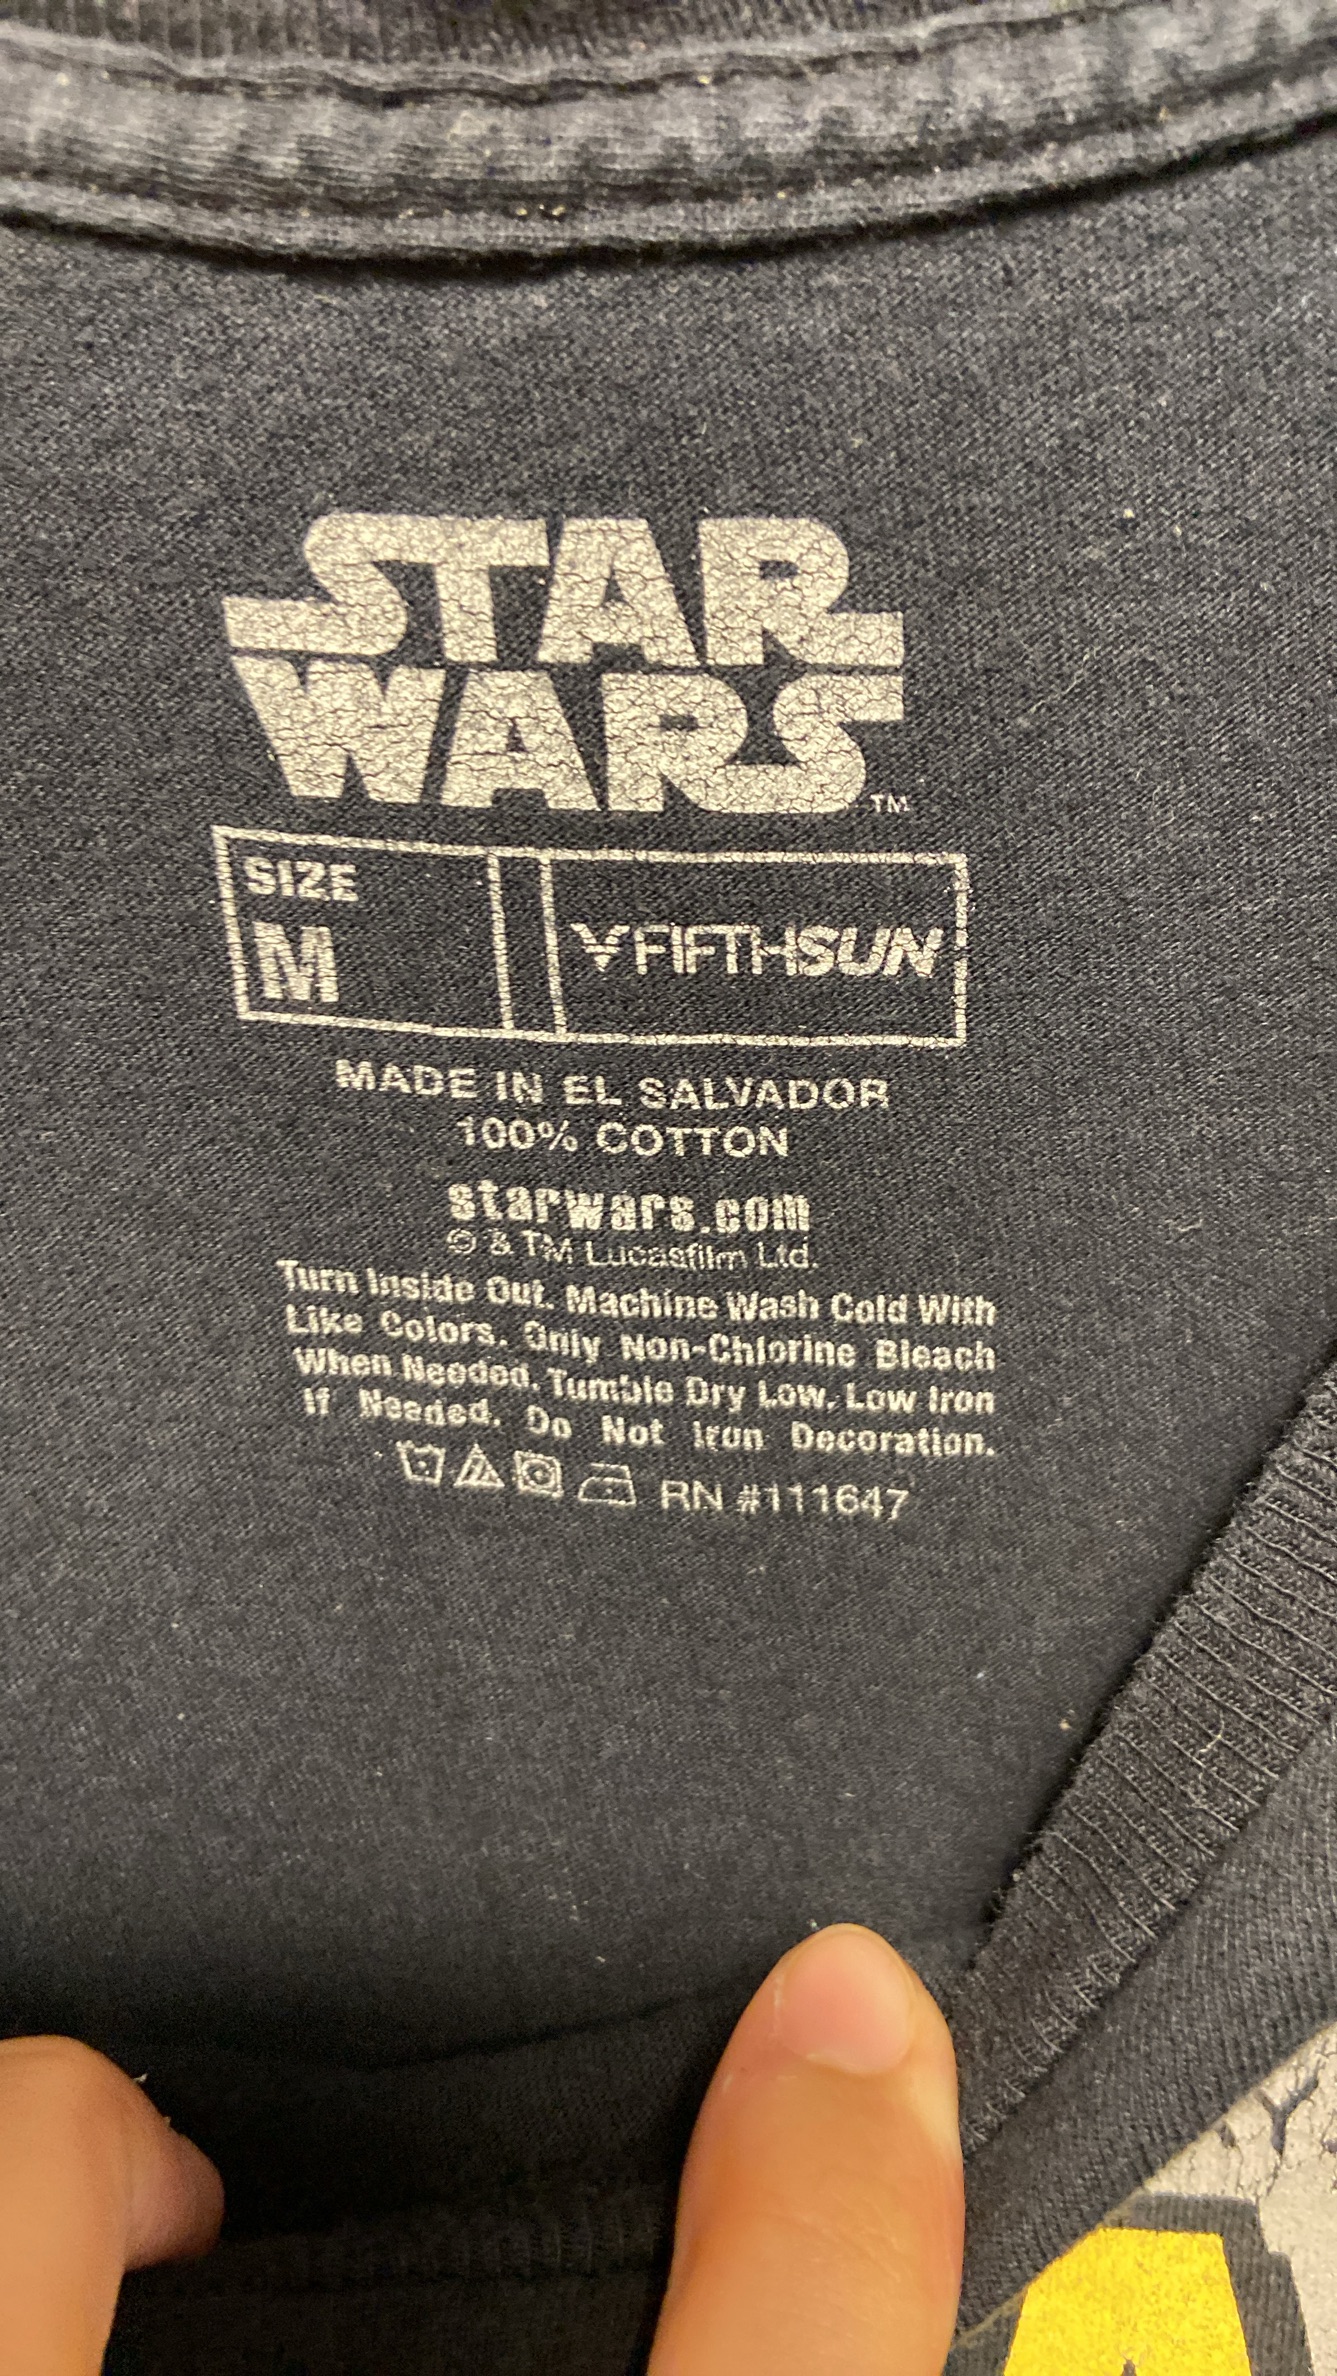 STAR
WARS™
SIZE
M
FIFTHSUN
MADE IN EL SALVADOR
100% COTTON
starwars.com
© & TM Lucasfilm Ltd.
Turn Inside Out. Machine Wash Cold With
Like Colors. Only Non-Chlorine Bleach
When Needed. Tumble Dry Low. Low Iron
If Needed. Do Not Iron Decoration.
RN #111647